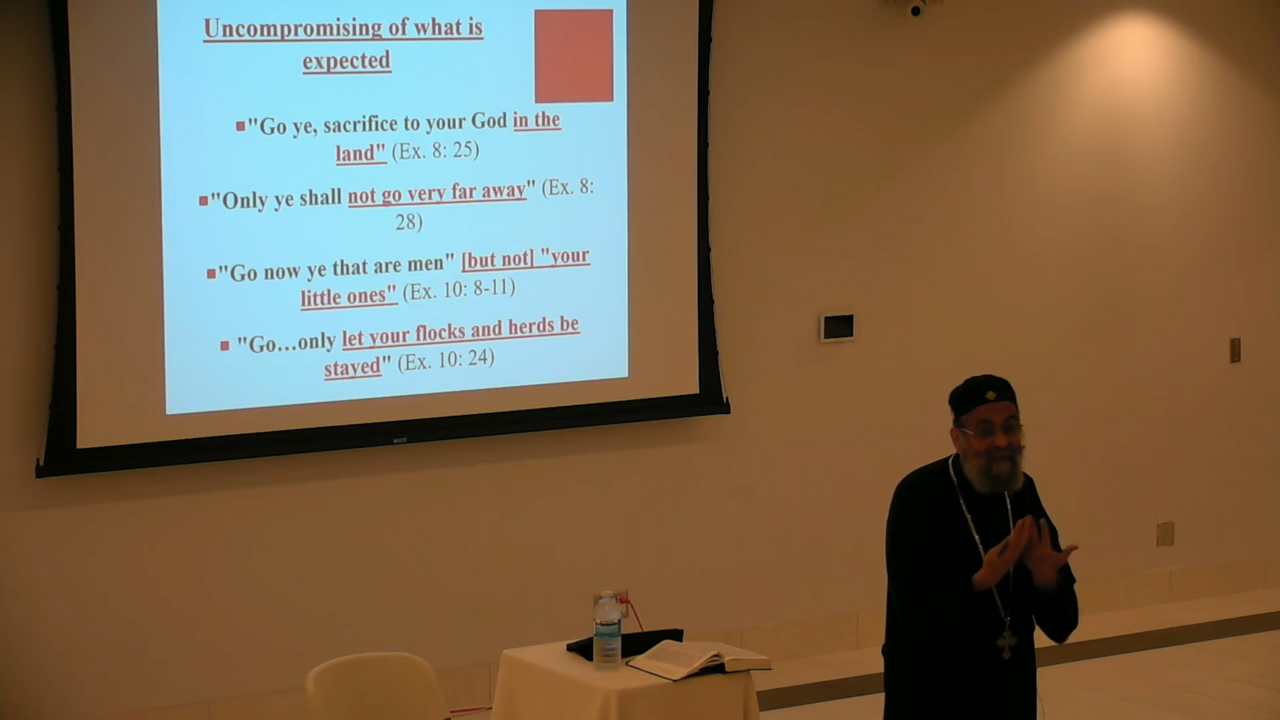 Uncompromising of what is
expected
"Go ye, sacrifice to your God in the
land" (Ex. 8: 25)
"Only ye shall not go very far away" (Ex. 8:
28)
"Go now ye that are men" [but not] "your
little ones" (Ex. 10: 8-11)
"Go…only let your flocks and herds be
stayed" (Ex. 10: 24)